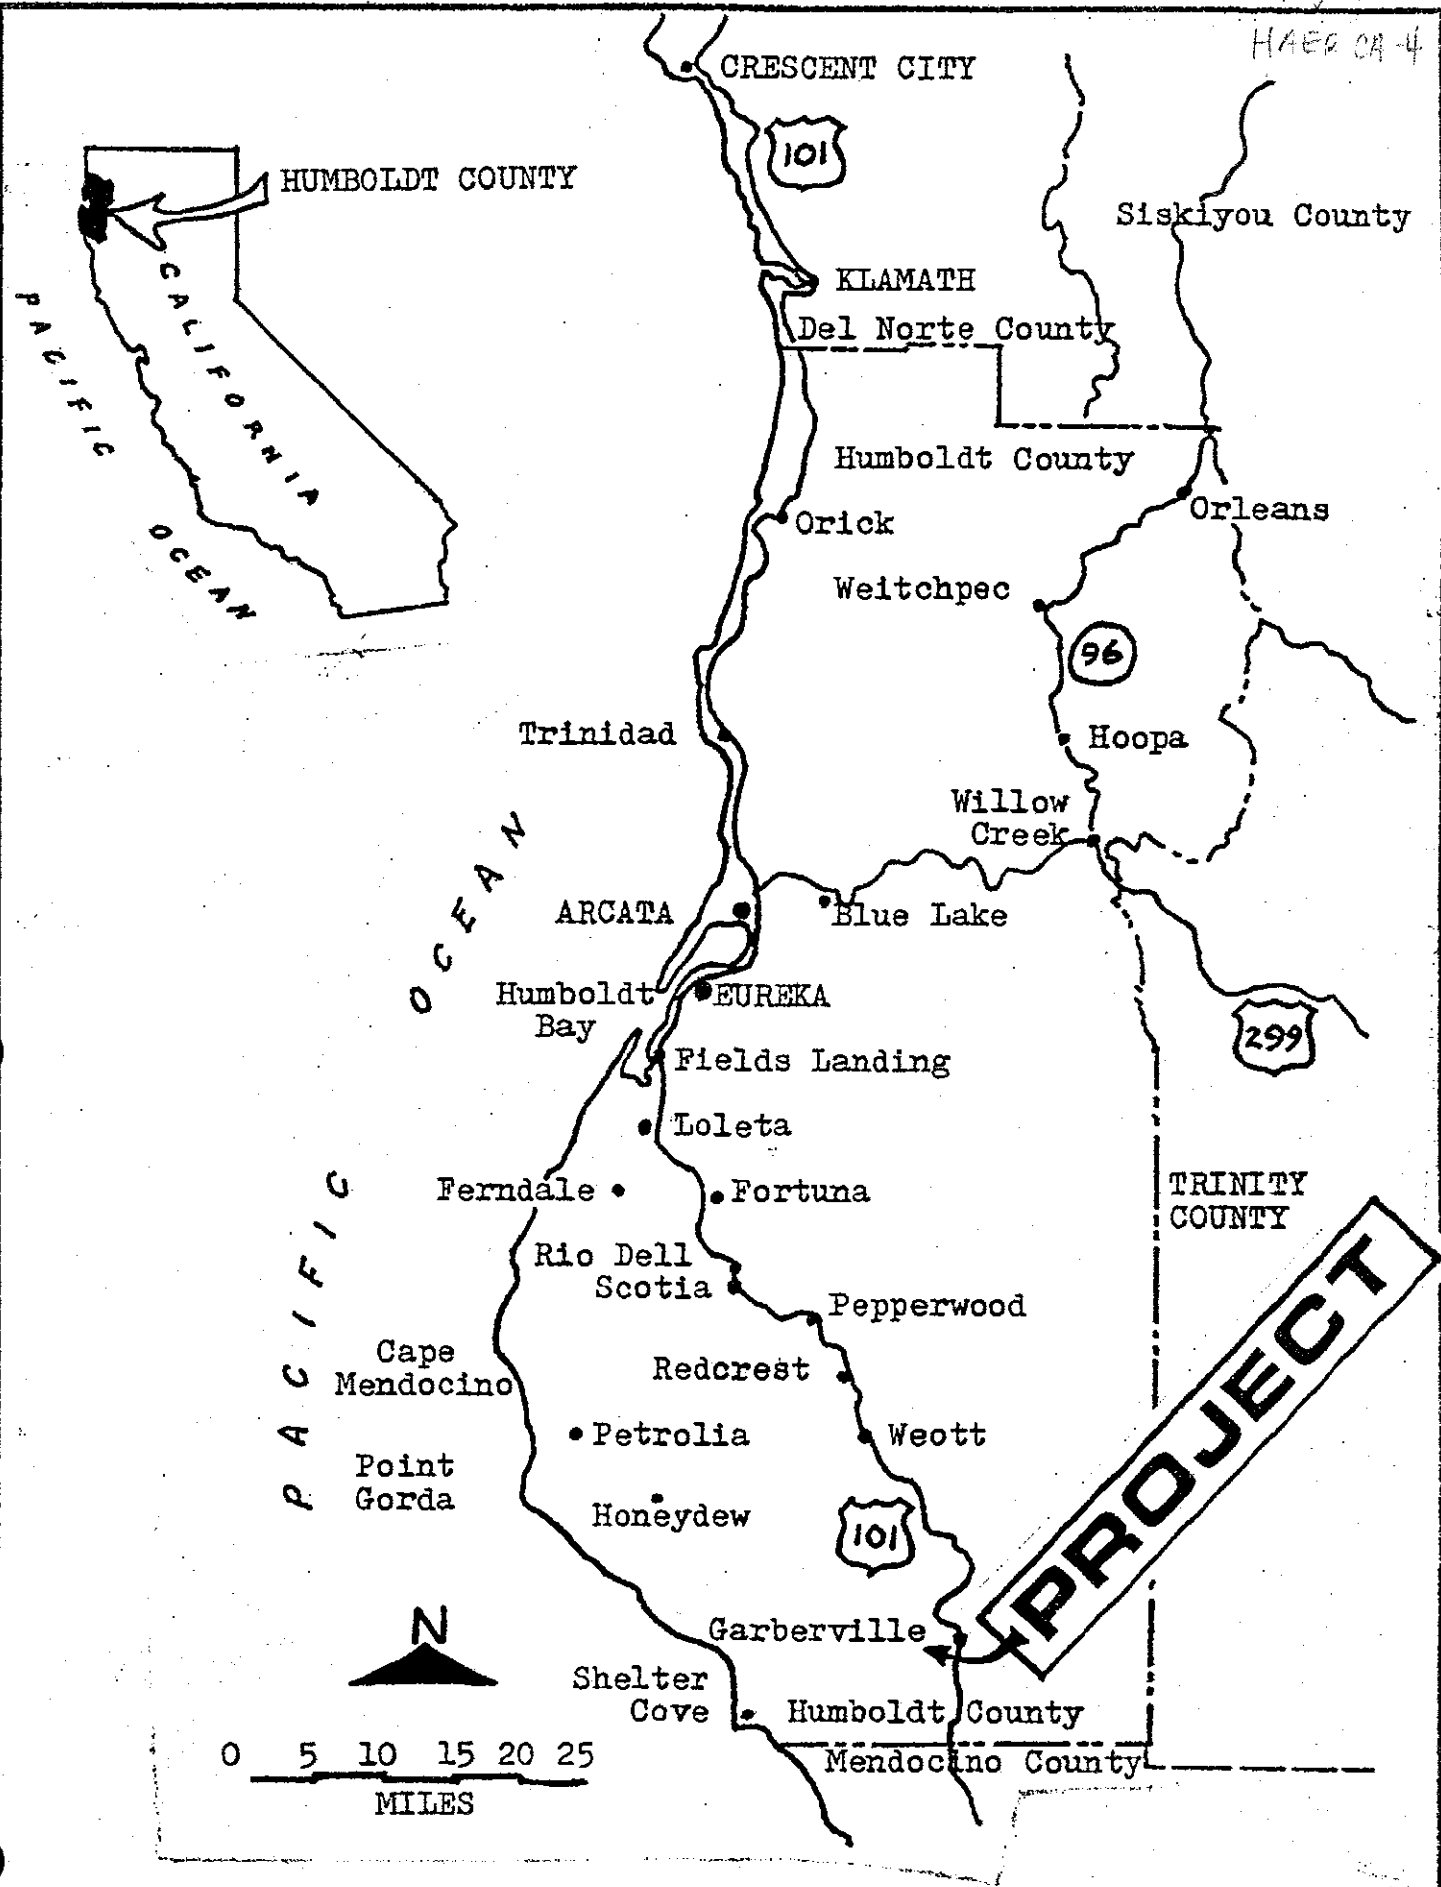 HAER CA-4
CRESCENT CITY
101
HUMBOLDT COUNTY
Siskiyou County
CALIFORNIA
PACIFIC
OCEAN
KLAMATH
Del Norte County
Humboldt County
Orleans
Orick
Weitchpec
96
Trinidad
Hoopa
Willow
Creek
OCEAN
ARCATA
Blue Lake
Humboldt
Bay
EUREKA
299
Fields Landing
Loleta
Ferndale
Fortuna
TRINITY
COUNTY
PACIFIC
Rio Dell
Scotia
Pepperwood
PROJECT
Cape
Mendocino
Redcrest
Petrolia
Weott
Point
Gorda
Honeydew
101
N
Garberville
Shelter
Cove
Humboldt County
Mendocino County
0 5 10 15 20 25
MILES